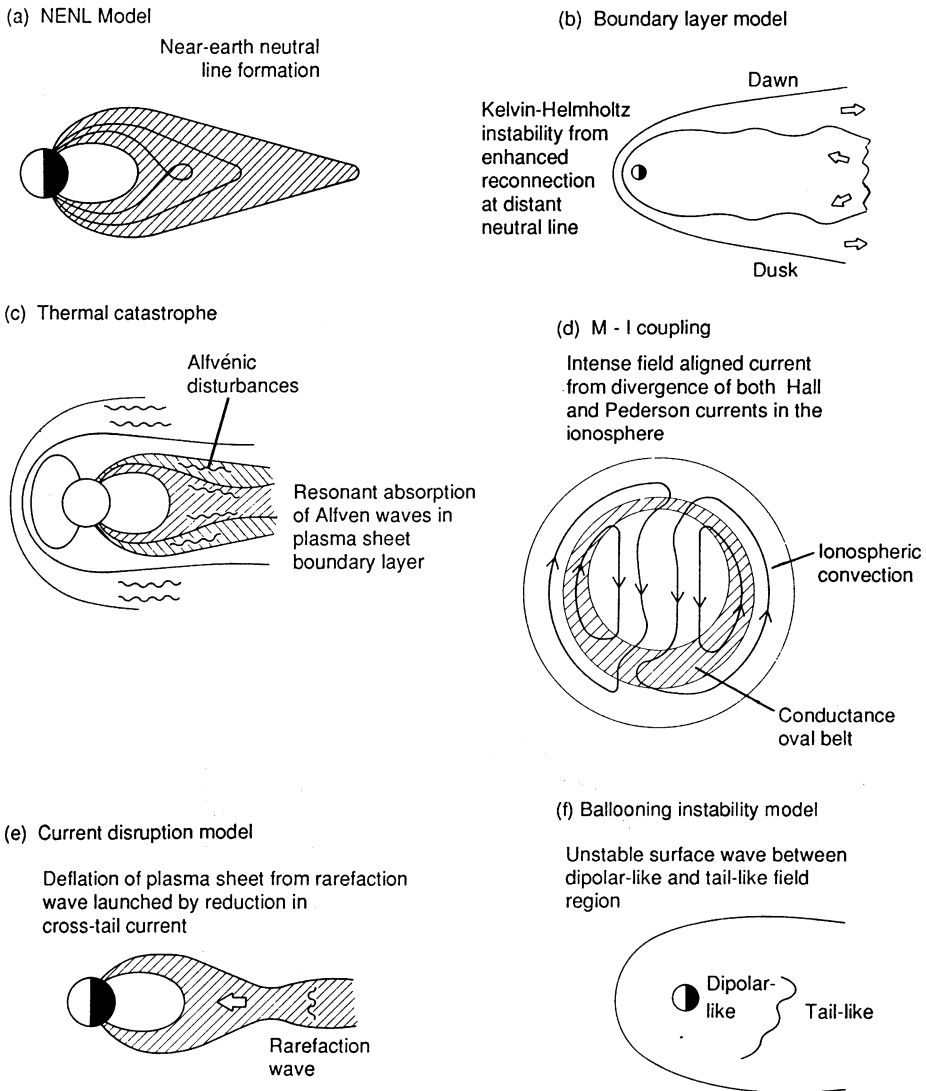 (a) NENL Model
Near-earth neutral
line formation
(b) Boundary layer model
Dawn
Kelvin-Helmholtz
instability from
enhanced
reconnection
at distant
neutral line
Dusk
(c) Thermal catastrophe
Alfvénic
disturbances
Resonant absorption
of Alfven waves in
plasma sheet
boundary layer
(d) M - I coupling
Intense field aligned current
from divergence of both Hall
and Pederson currents in the
ionosphere
Ionospheric
convection
Conductance
oval belt
(e) Current disruption model
Deflation of plasma sheet from rarefaction
wave launched by reduction in
cross-tail current
Rarefaction
wave
(f) Ballooning instability model
Unstable surface wave between
dipolar-like and tail-like field
region
Dipolar-
like
Tail-like